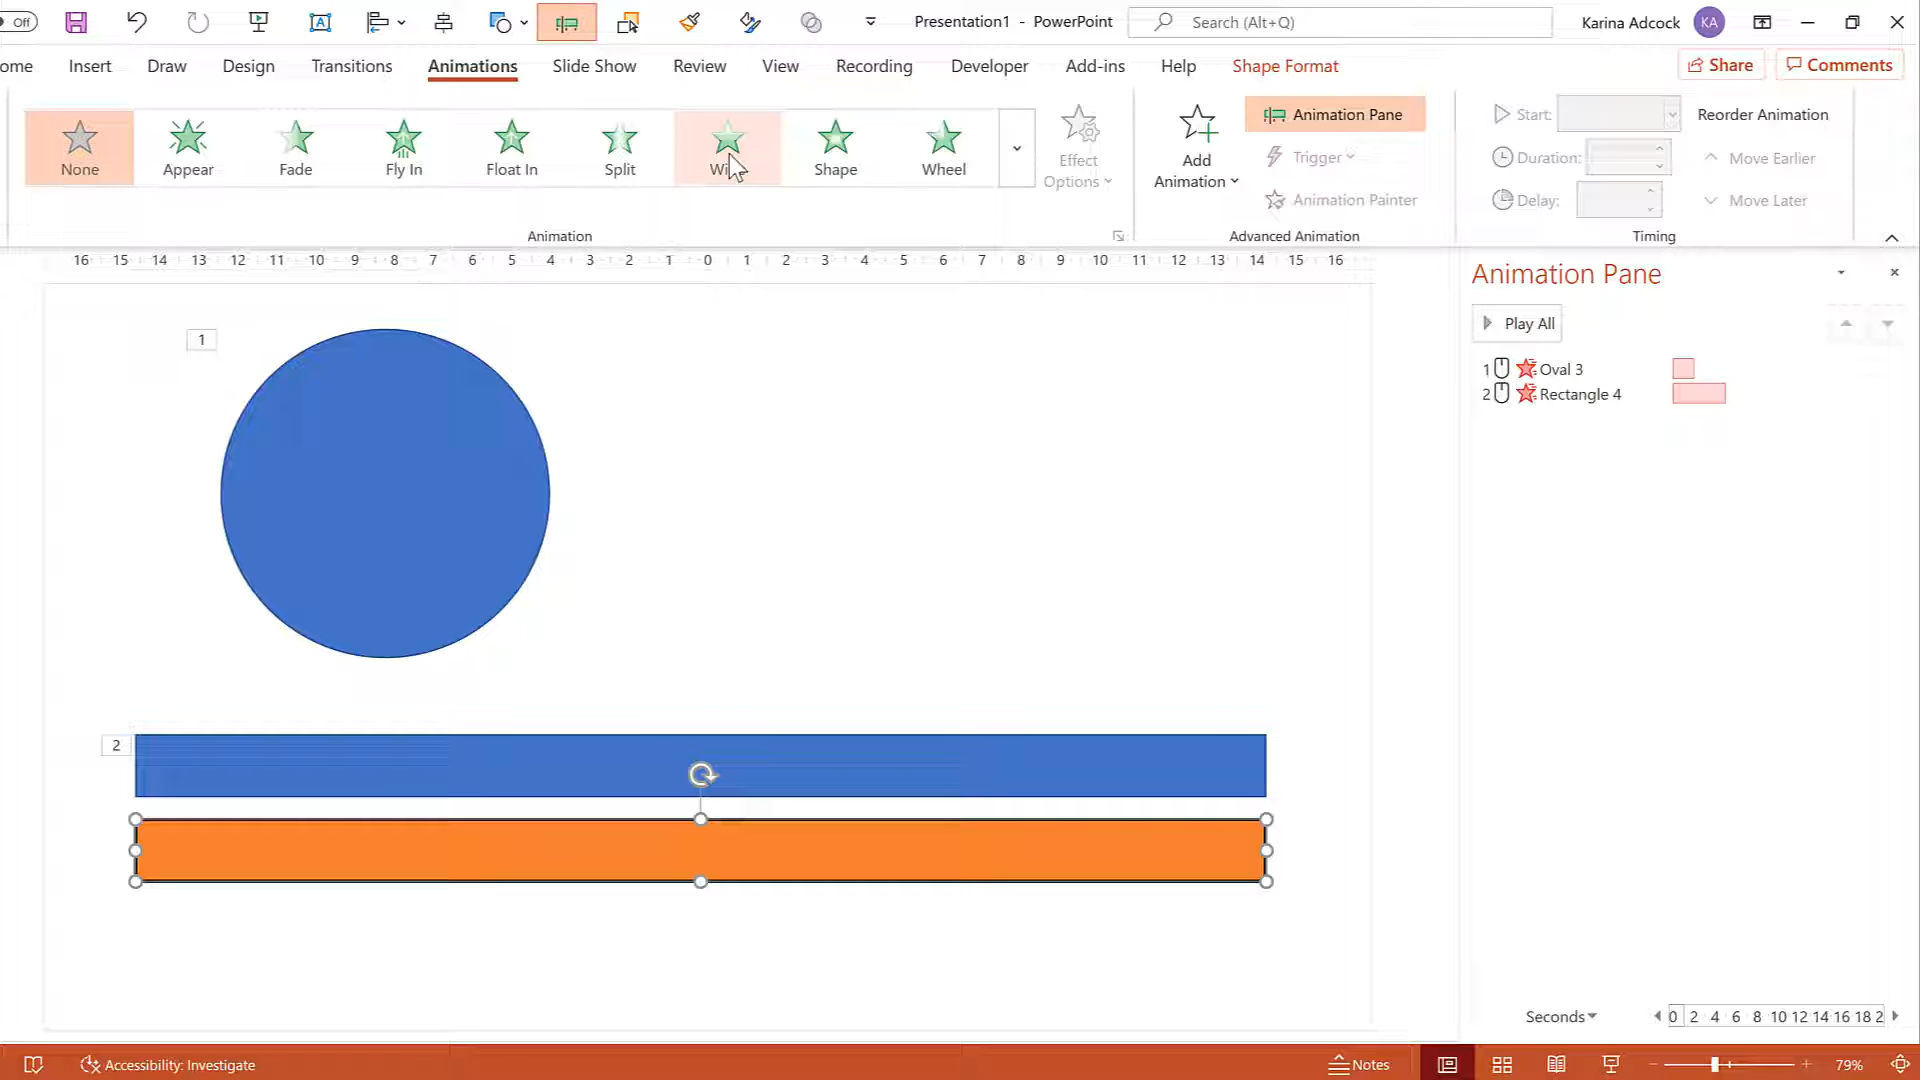 Off
Presentation1 - PowerPoint
Search (Alt+Q)
Karina Adcock
KA
ome Insert Draw Design Transitions Animations Slide Show Review View Recording Developer Add-ins Help Shape Format
Share
Comments
None Appear Fade Fly In Float In Split Shape Wheel
Effect
Options
Add
Animation
Animation Pane
Trigger
Animation Painter
Start:
Duration:
Delay:
Reorder Animation
Move Earlier
Move Later
Animation
Advanced Animation
Timing
16 15 14 13 12 11 10 9 8 7 6 5 4 3 2 1 0 1 2 3 4 5 6 7 8 9 10 11 12 13 14 15 16
Animation Pane
Play All
1 Oval 3
2 Rectangle 4
1
2
Seconds
0 2 4 6 8 10 12 14 16 18 2
Accessibility: Investigate
Notes
79%